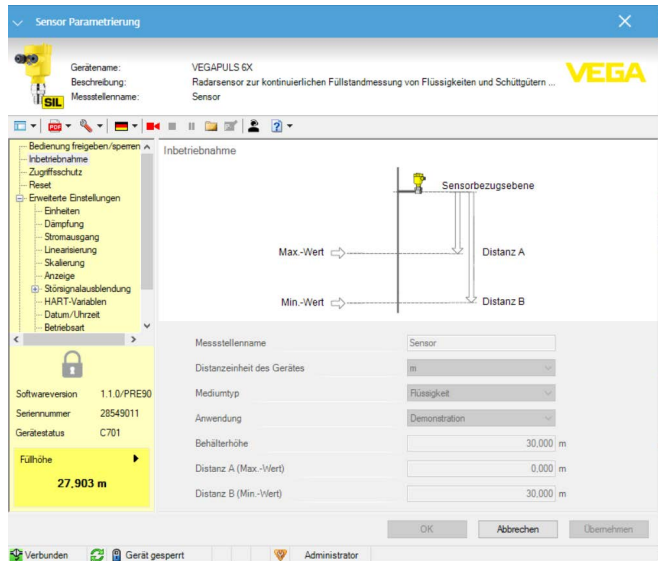 Sensor Parametrierung
Gerätename: VEGAPULS 6X
Beschreibung: Radarsensor zur kontinuierlichen Füllstandmessung von Flüssigkeiten und Schüttgütern ...
Messstellenname: Sensor
VEGA
SIL
PDF
Bedienung freigeben/sperren
Inbetriebnahme
Zugriffsschutz
Reset
Erweiterte Einstellungen
Einheiten
Dämpfung
Stromausgang
Linearisierung
Skalierung
Anzeige
Störsignalausblendung
HART-Variablen
Datum/Uhrzeit
Betriebsart
Softwareversion 1.1.0/PRE90
Seriennummer 28549011
Gerätestatus C701
Füllhöhe
27,903 m
Inbetriebnahme
Sensorbezugsebene
Max.-Wert
Distanz A
Min.-Wert
Distanz B
Messstellenname Sensor
Distanzeinheit des Gerätes m
Mediumtyp Flüssigkeit
Anwendung Demonstration
Behälterhöhe 30,000 m
Distanz A (Max.-Wert) 0,000 m
Distanz B (Min.-Wert) 30,000 m
OK Abbrechen Übernehmen
Verbunden Gerät gesperrt Administrator